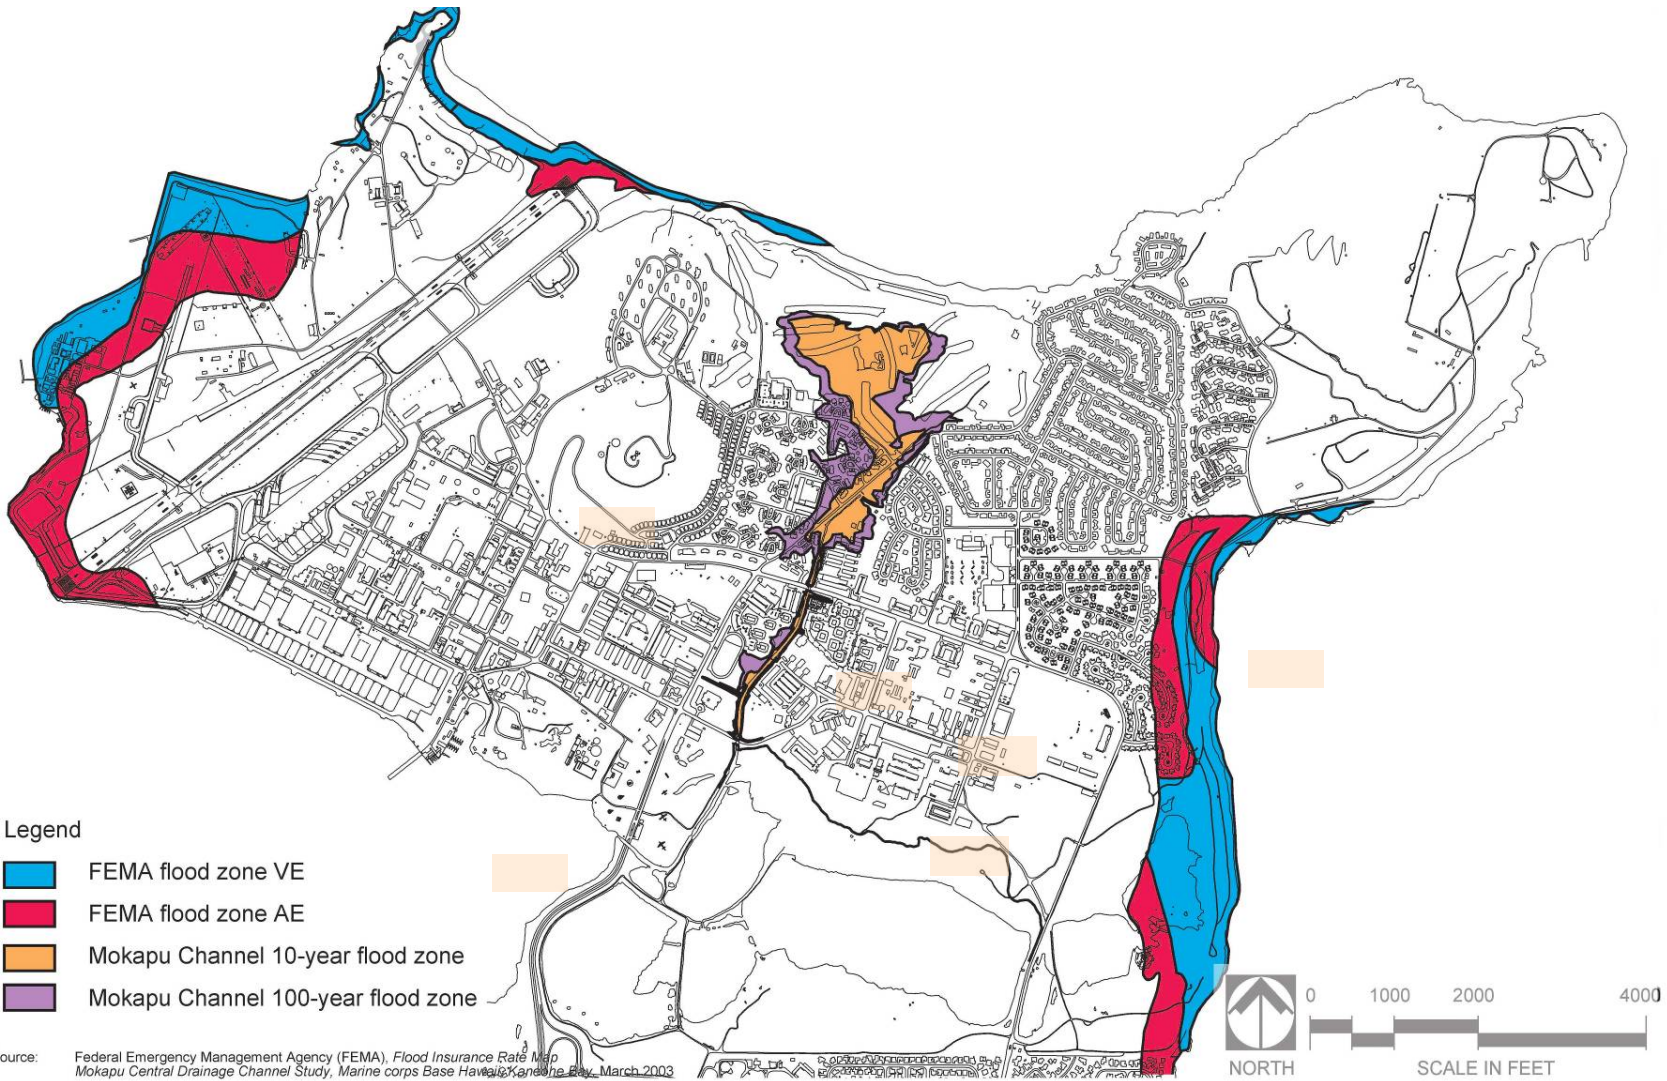 Legend
FEMA flood zone VE
FEMA flood zone AE
Mokapu Channel 10-year flood zone
Mokapu Channel 100-year flood zone
ource: Federal Emergency Management Agency (FEMA), Flood Insurance Rate Map
Mokapu Central Drainage Channel Study, Marine corps Base Hawaii, Kaneohe Bay, March 2003
NORTH
0 1000 2000 4000
SCALE IN FEET